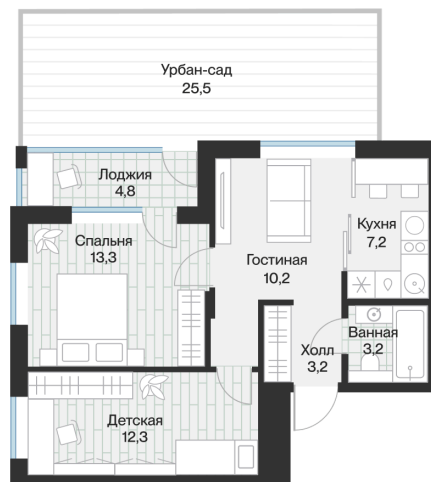 Урбан-сад
25,5
Лоджия
4,8
Спальня
13,3
Гостиная
10,2
Кухня
7,2
Холл
3,2
Ванная
3,2
Детская
12,3